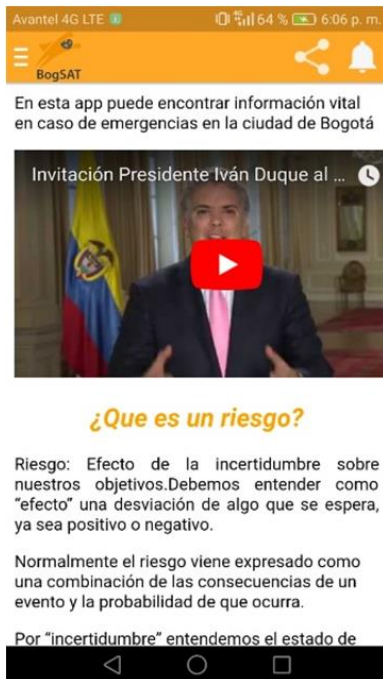 Avantel 4G LTE 64 % 6:06 p. m.
BogSAT
En esta app puede encontrar información vital
en caso de emergencias en la ciudad de Bogotá
Invitación Presidente Iván Duque al ...
¿Que es un riesgo?
Riesgo: Efecto de la incertidumbre sobre
nuestros objetivos.Debemos entender como
“efecto” una desviación de algo que se espera,
ya sea positivo o negativo.
Normalmente el riesgo viene expresado como
una combinación de las consecuencias de un
evento y la probabilidad de que ocurra.
Por “incertidumbre” entendemos el estado de